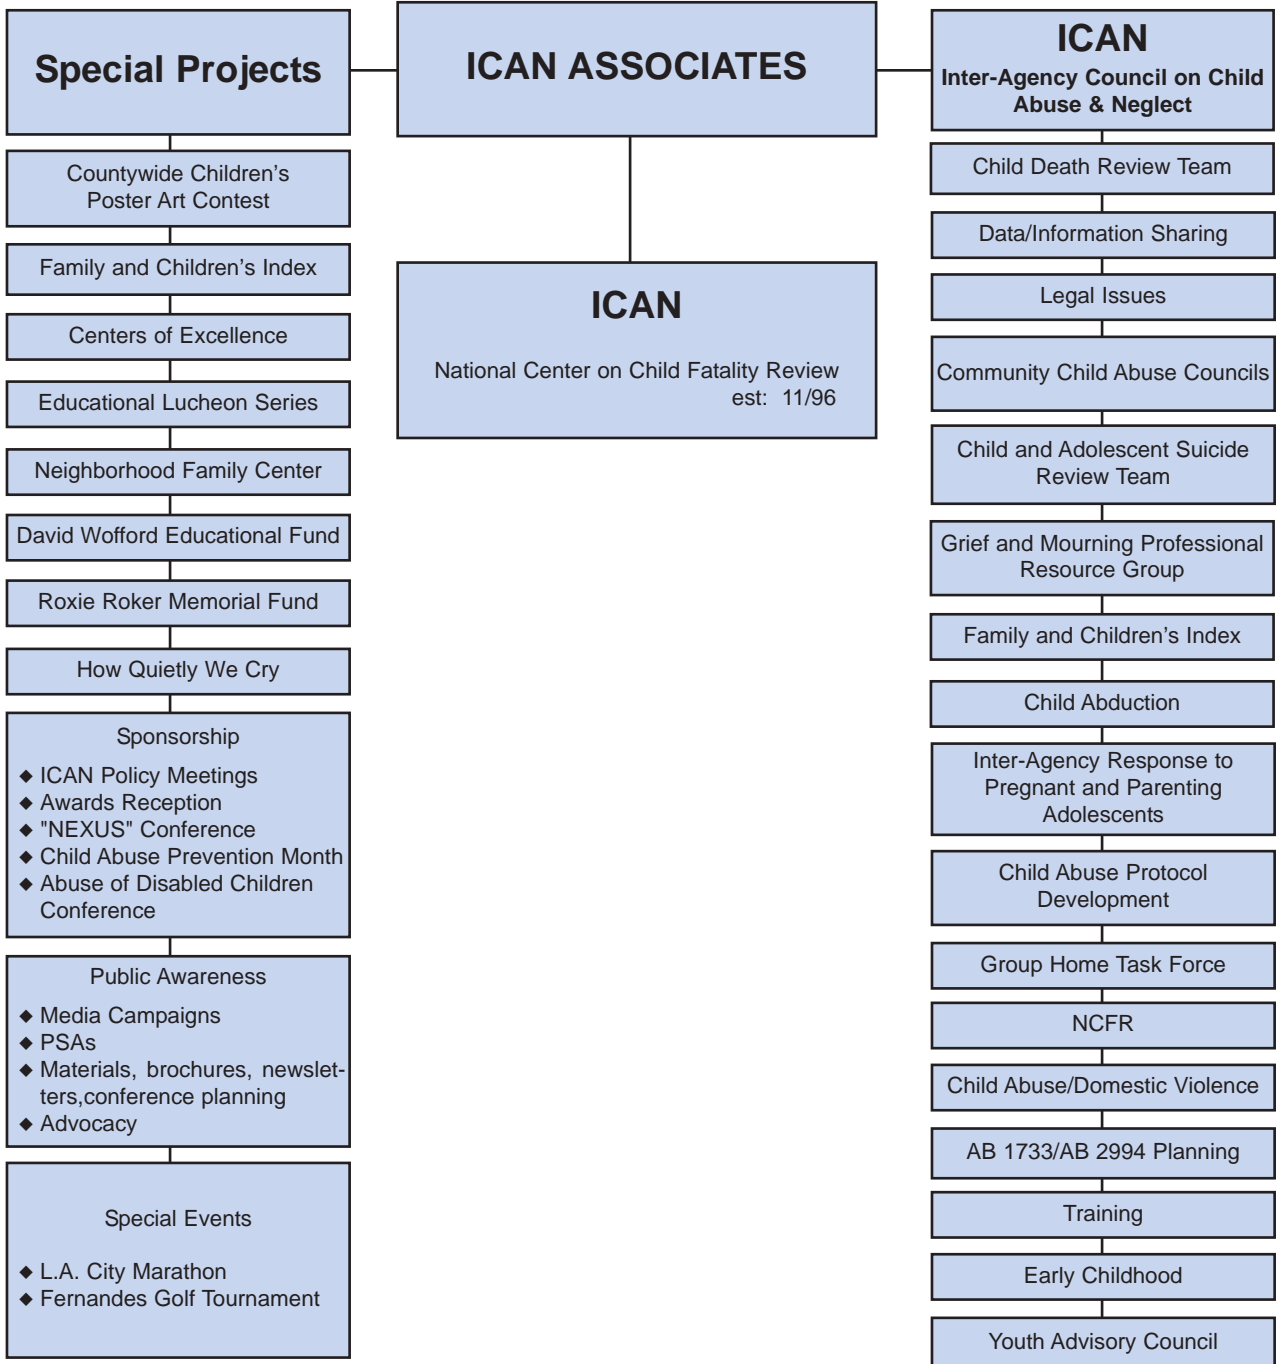 Special Projects
Countywide Children’s
Poster Art Contest
Family and Children’s Index
Centers of Excellence
Educational Lucheon Series
Neighborhood Family Center
David Wofford Educational Fund
Roxie Roker Memorial Fund
How Quietly We Cry
Sponsorship
◆ ICAN Policy Meetings
◆ Awards Reception
◆ "NEXUS" Conference
◆ Child Abuse Prevention Month
◆ Abuse of Disabled Children
Conference
Public Awareness
◆ Media Campaigns
◆ PSAs
◆ Materials, brochures, newslet-
ters,conference planning
◆ Advocacy
Special Events
◆ L.A. City Marathon
◆ Fernandes Golf Tournament
ICAN ASSOCIATES
ICAN
National Center on Child Fatality Review
est: 11/96
ICAN
Inter-Agency Council on Child
Abuse & Neglect
Child Death Review Team
Data/Information Sharing
Legal Issues
Community Child Abuse Councils
Child and Adolescent Suicide
Review Team
Grief and Mourning Professional
Resource Group
Family and Children’s Index
Child Abduction
Inter-Agency Response to
Pregnant and Parenting
Adolescents
Child Abuse Protocol
Development
Group Home Task Force
NCFR
Child Abuse/Domestic Violence
AB 1733/AB 2994 Planning
Training
Early Childhood
Youth Advisory Council